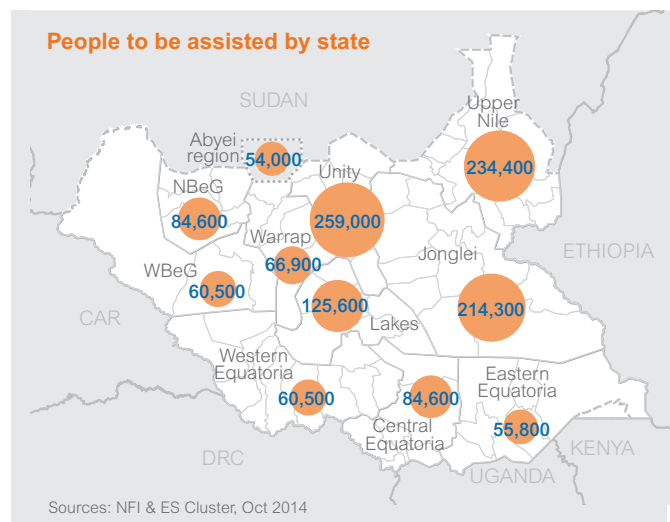 People to be assisted by state
SUDAN
Upper
Nile
234,400
Abyei
region
54,000
Unity
259,000
NBeG
84,600
Warrap
66,900
Jonglei
214,300
ETHIOPIA
WBeG
60,500
125,600
Lakes
CAR
Western
Equatoria
60,500
84,600
Central
Equatoria
Eastern
Equatoria
55,800
DRC
UGANDA
KENYA
Sources: NFI & ES Cluster, Oct 2014